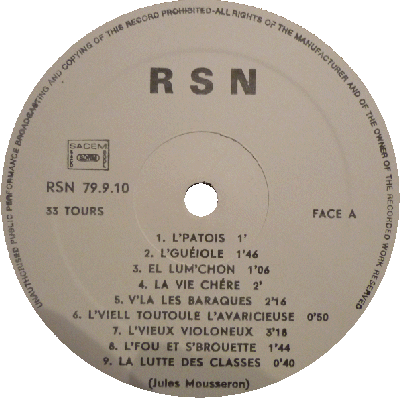 UNAUTHORISED PUBLIC PERFORMANCE BROADCASTING AND COPYING OF THIS RECORD PROHIBITED-ALL RIGHTS OF THE MANUFACTURER AND OF THE OWNER OF THE RECORDED WORK RESERVED
RSN
SACEM
RSN 79.9.10
33 TOURS
FACE A
1. L'PATOIS 1'
2. L'GUÉIOLE 1'46
3. EL LUM'CHON 1'06
4. LA VIE CHÉRE 2'
5. V'LA LES BARAQUES 2'16
6. L'VIELL TOUTOULE L'AVARICIEUSE 0'50
7. L'VIEUX VIOLONEUX 3'18
8. L'FOU ET S'BROUETTE 1'44
9. LA LUTTE DES CLASSES 0'40
(Jules Mousseron)